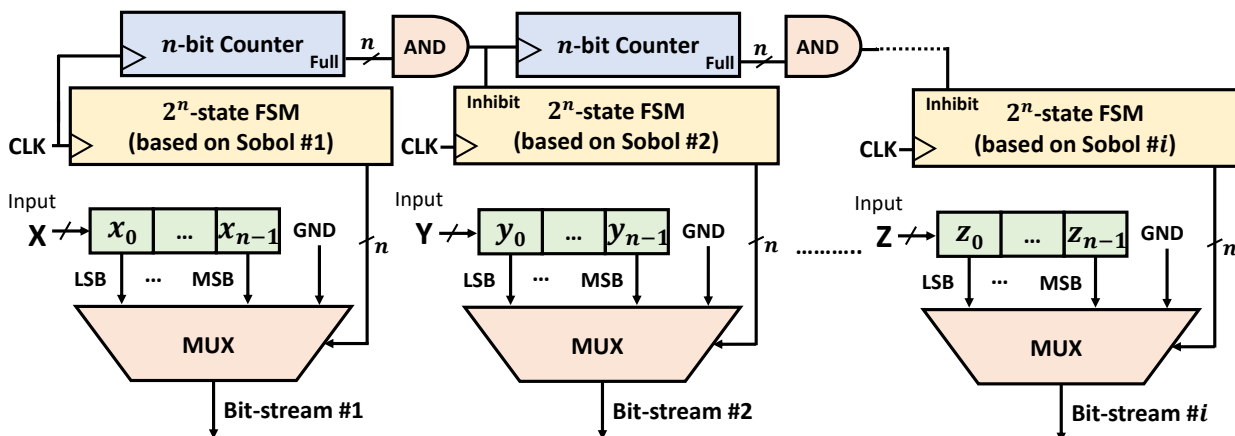 n-bit Counter
Full
n
AND
n-bit Counter
Full
n
AND
CLK
2^n-state FSM
(based on Sobol #1)
CLK
Inhibit
2^n-state FSM
(based on Sobol #2)
CLK
Inhibit
2^n-state FSM
(based on Sobol #i)
Input
X
x_0 ... x_{n-1}
GND
n
LSB ... MSB
MUX
Bit-stream #1
Input
Y
y_0 ... y_{n-1}
GND
n
LSB ... MSB
MUX
Bit-stream #2
............
Input
Z
z_0 ... z_{n-1}
GND
n
LSB ... MSB
MUX
Bit-stream #i